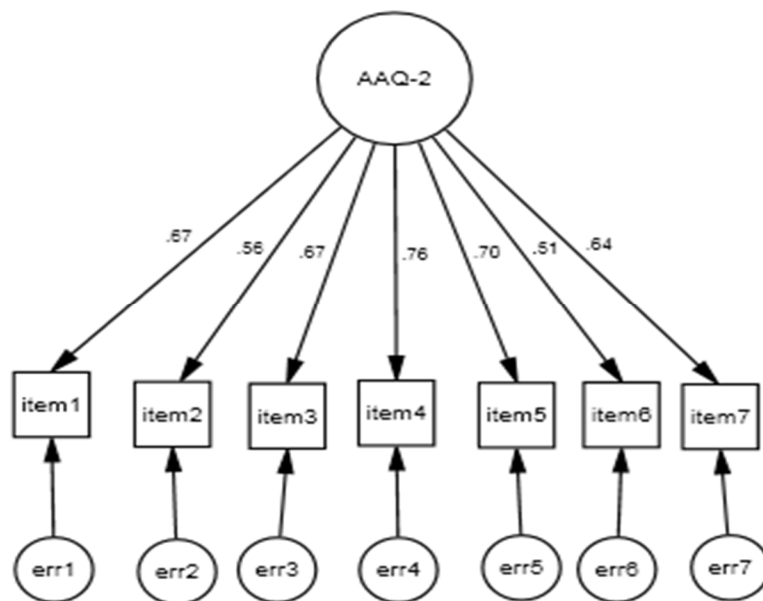 AAQ-2
.67
.56
.67
.76
.70
.51
.64
item1
item2
item3
item4
item5
item6
item7
err1
err2
err3
err4
err5
err6
err7